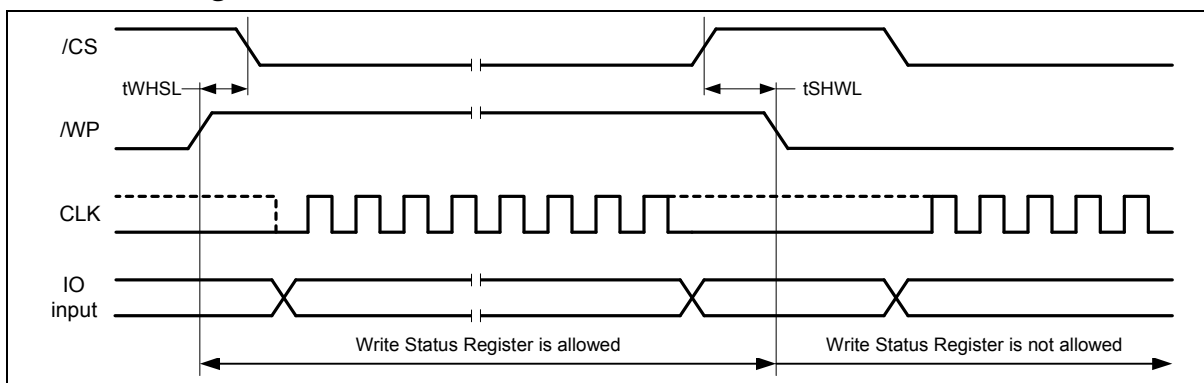 /CS
tWHSL
tSHWL
/WP
CLK
IO
input
Write Status Register is allowed
Write Status Register is not allowed